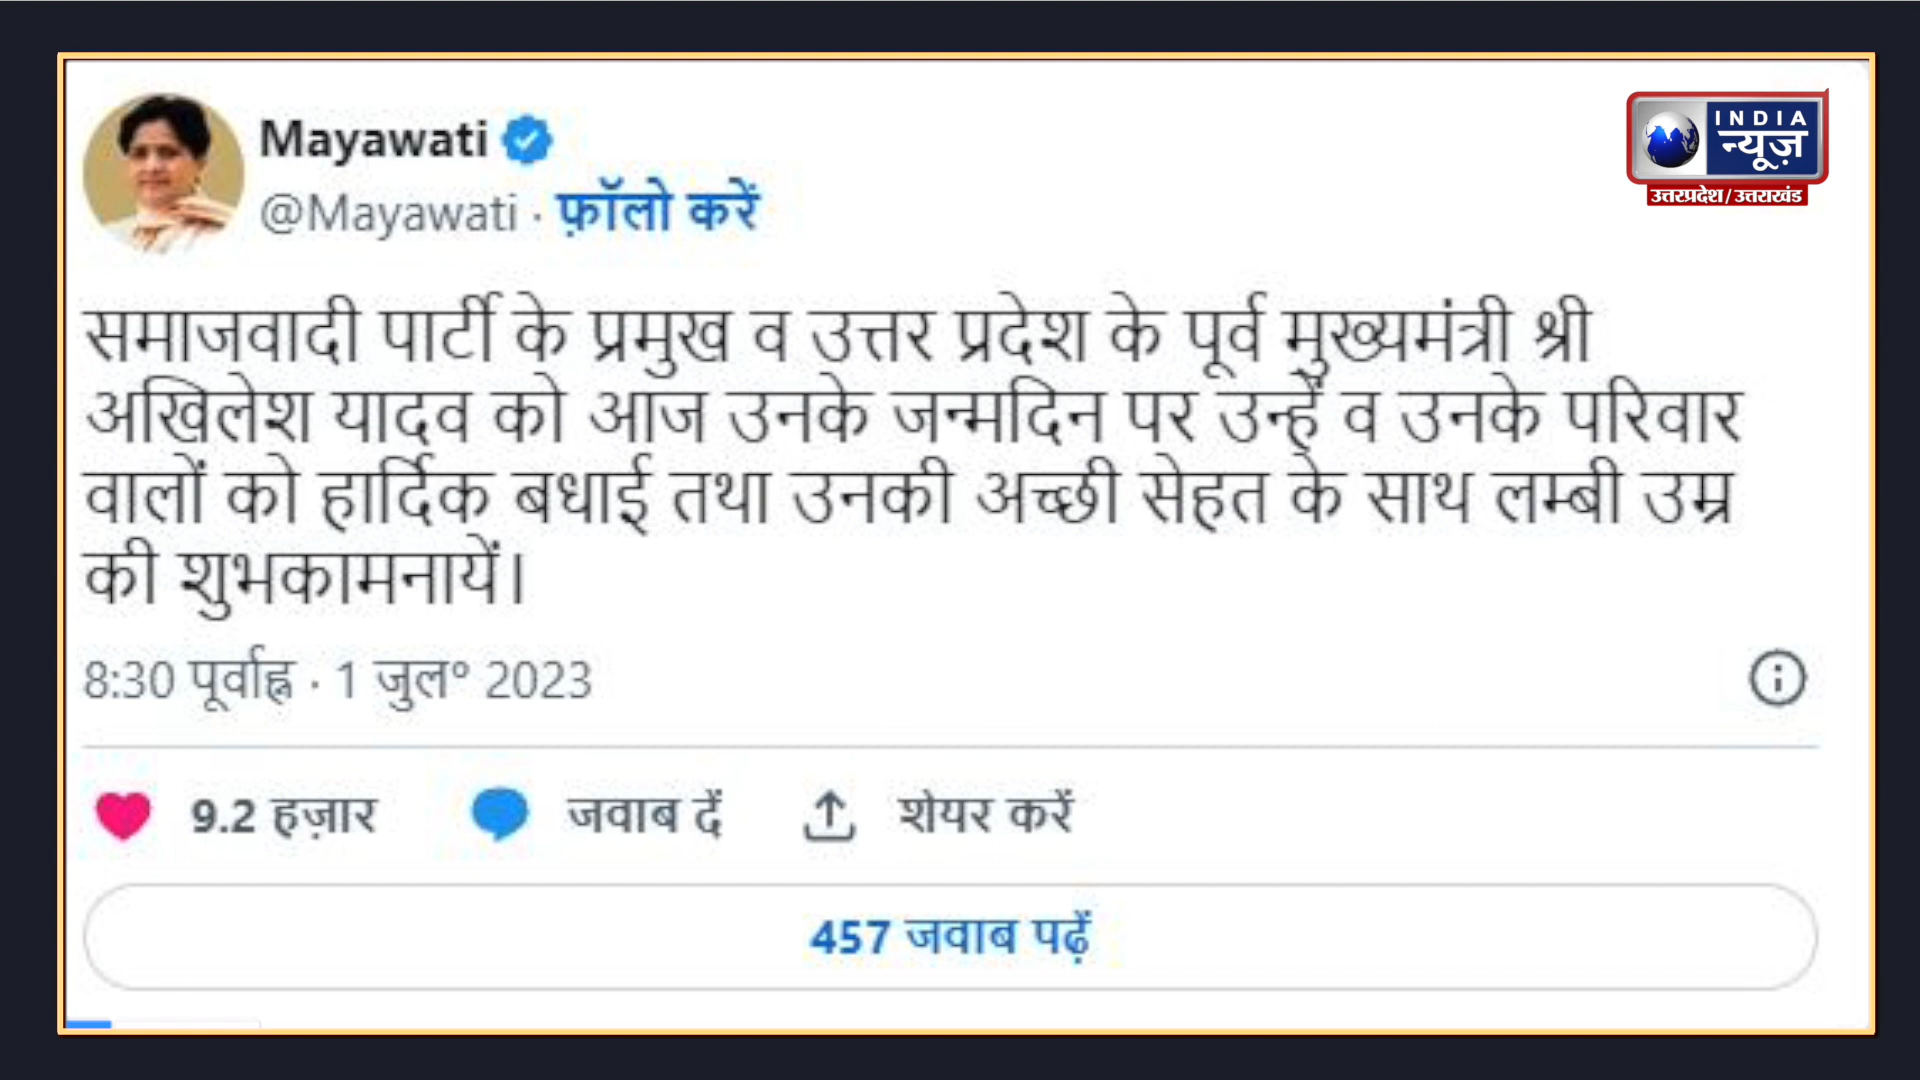 Mayawati
@Mayawati · फ़ॉलो करें
INDIA
न्यूज़
उत्तरप्रदेश/उत्तराखंड
समाजवादी पार्टी के प्रमुख व उत्तर प्रदेश के पूर्व मुख्यमंत्री श्री
अखिलेश यादव को आज उनके जन्मदिन पर उन्हें व उनके परिवार
वालों को हार्दिक बधाई तथा उनकी अच्छी सेहत के साथ लम्बी उम्र
की शुभकामनायें।
8:30 पूर्वाह्न · 1 जुल° 2023
9.2 हज़ार जवाब दें शेयर करें
457 जवाब पढ़ें